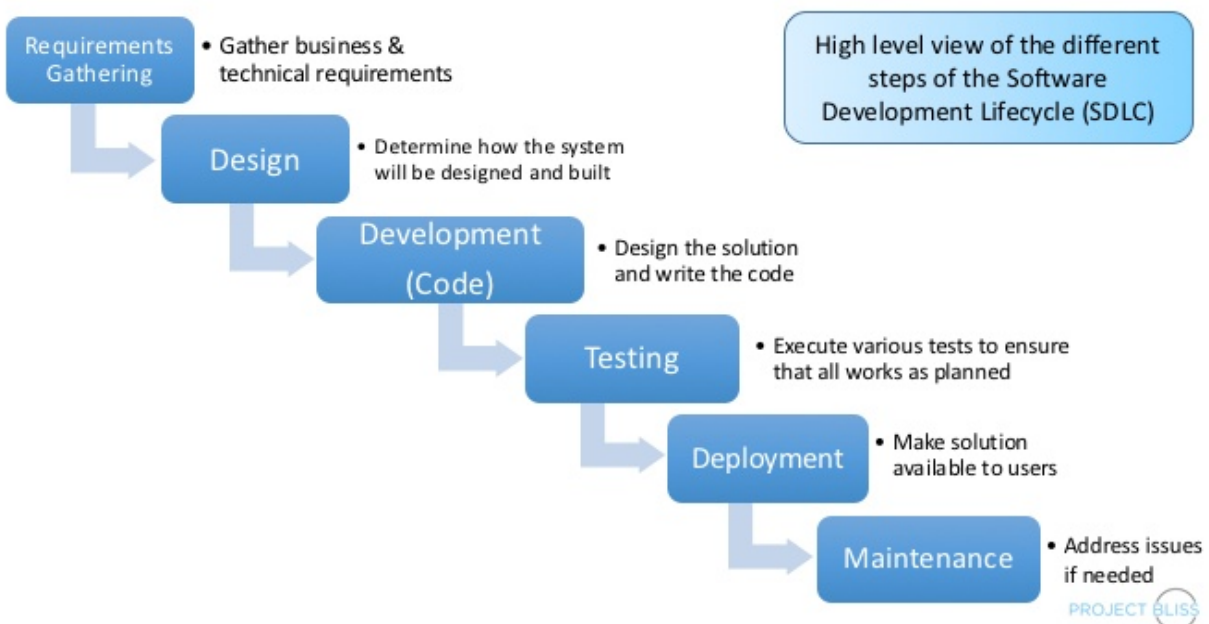 Requirements
Gathering
• Gather business &
technical requirements
High level view of the different
steps of the Software
Development Lifecycle (SDLC)
Design
• Determine how the system
will be designed and built
Development
(Code)
• Design the solution
and write the code
Testing
• Execute various tests to ensure
that all works as planned
Deployment
• Make solution
available to users
Maintenance
• Address issues
if needed
PROJECT BLISS